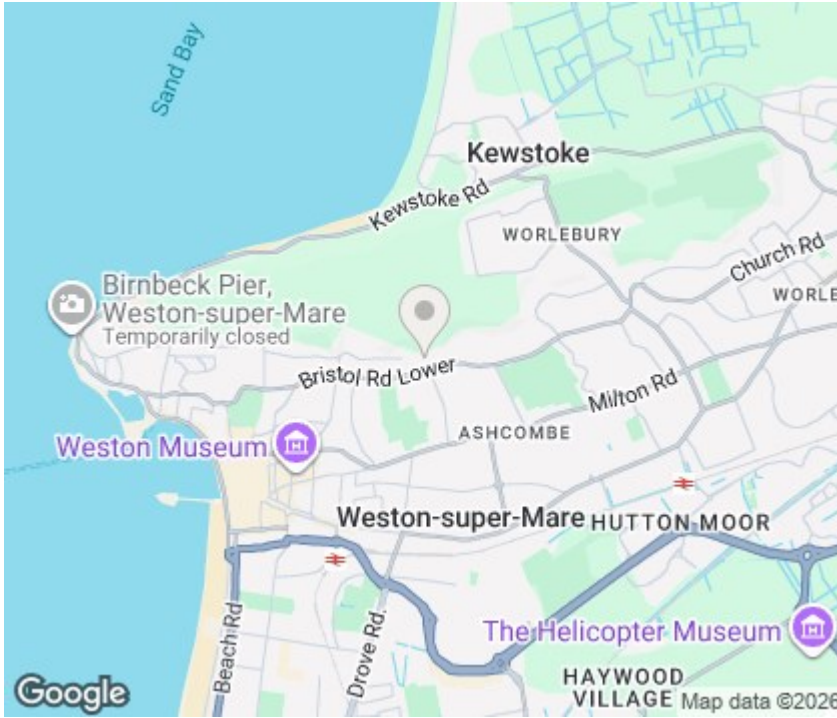 Sand Bay
Kewstoke
Kewstoke Rd
WORLEBURY
Church Rd
Birnbeck Pier,
Weston-super-Mare
Temporarily closed
WORLE
Bristol Rd Lower
Milton Rd
Weston Museum
ASHCOMBE
Weston-super-Mare
HUTTON MOOR
Beach Rd
Drove Rd.
The Helicopter Museum
HAYWOOD
VILLAGE
Google
Map data ©2026